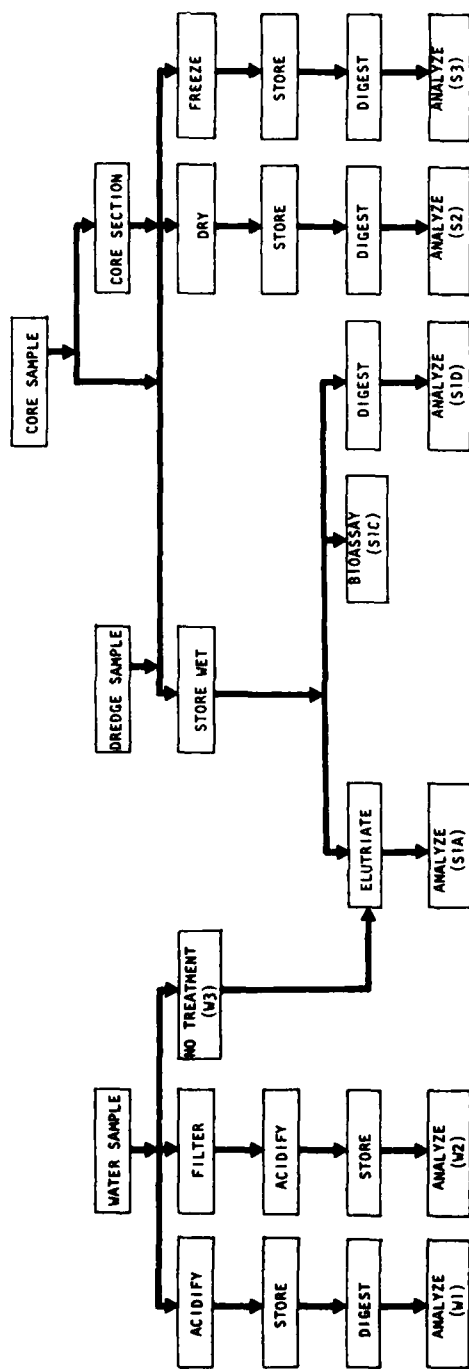 CORE SAMPLE
WATER SAMPLE
DREDGE SAMPLE
CORE SECTION
ACIDIFY
FILTER
NO TREATMENT
(W3)
STORE WET
DRY
FREEZE
STORE
ACIDIFY
STORE
STORE
DIGEST
STORE
ELUTRIATE
BIOASSAY
(S1C)
DIGEST
DIGEST
DIGEST
ANALYZE
(W1)
ANALYZE
(W2)
ANALYZE
(S1A)
ANALYZE
(S1D)
ANALYZE
(S2)
ANALYZE
(S3)